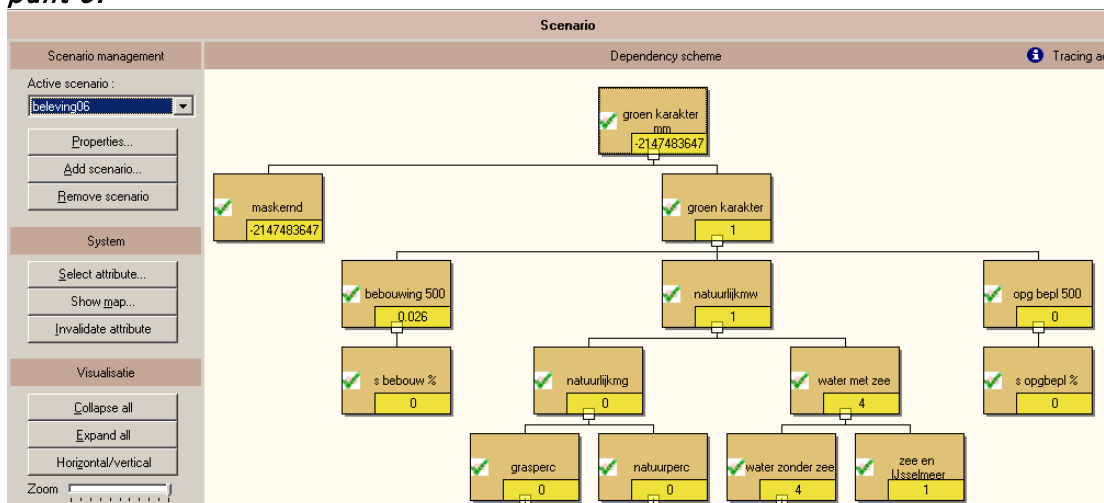 punt 3.
Scenario
Scenario management
Dependency scheme
Tracing
Active scenario :
beleving06
Properties...
Add scenario...
Remove scenario
System
Select attribute...
Show map...
Invalidate attribute
Visualisatie
Collapse all
Expand all
Horizontal/vertical
Zoom
groen karakter
mm
-2147483647
maskernd
-2147483647
groen karakter
1
bebouwing 500
0.026
natuurlijkmw
1
opg bepl 500
0
s bebouw %
0
natuurlijkmg
0
water met zee
4
s opgbepl %
0
grasperc
0
natuurperc
0
water zonder zee
4
zee en
IJsselmeer
1